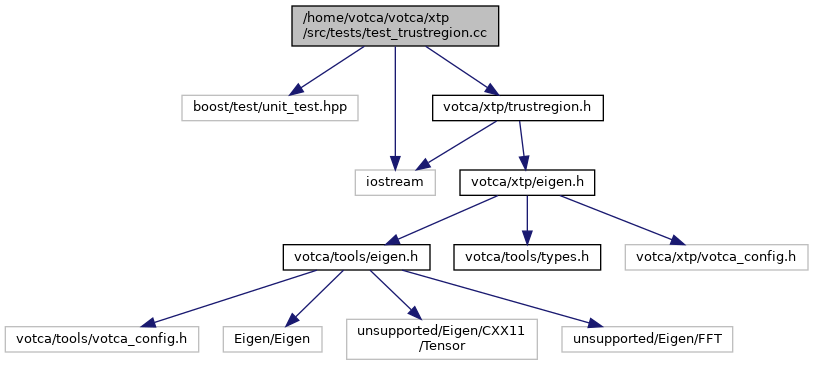 /home/votca/votca/xtp
/src/tests/test_trustregion.cc
boost/test/unit_test.hpp
votca/xtp/trustregion.h
iostream
votca/xtp/eigen.h
votca/tools/eigen.h
votca/tools/types.h
votca/xtp/votca_config.h
votca/tools/votca_config.h
Eigen/Eigen
unsupported/Eigen/CXX11
/Tensor
unsupported/Eigen/FFT